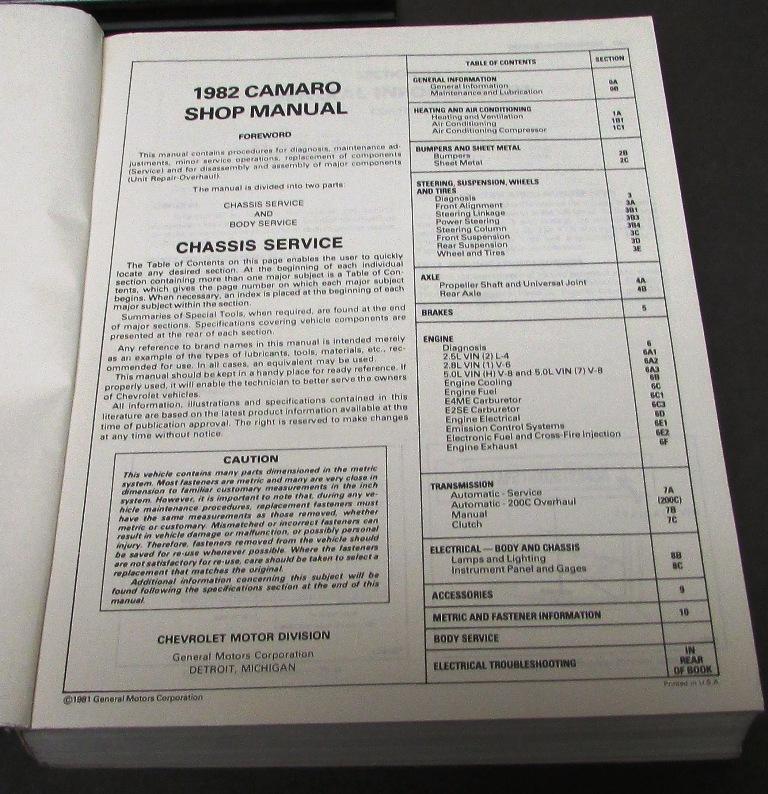 1982 CAMARO
SHOP MANUAL
FOREWORD
This manual contains procedures for diagnosis, maintenance ad-
justments, minor service operations, replacement of components
(Service) and for disassembly and assembly of major components
(Unit Repair-Overhaul).
The manual is divided into two parts:
CHASSIS SERVICE
AND
BODY SERVICE
CHASSIS SERVICE
The Table of Contents on this page enables the user to quickly
locate any desired section. At the beginning of each individual
section containing more than one major subject is a Table of Con-
tents, which gives the page number on which each major subject
begins. When necessary, an index is placed at the beginning of each
major subject within the section.
Summaries of Special Tools, when required, are found at the end
of major sections. Specifications covering vehicle components are
presented at the rear of each section.
Any reference to brand names in this manual is intended merely
as an example of the types of lubricants, tools, materials, etc., rec-
ommended for use. In all cases, an equivalent may be used.
This manual should be kept in a handy place for ready reference. If
properly used, it will enable the technician to better serve the owners
of Chevrolet vehicles.
All information, illustrations and specifications contained in this
literature are based on the latest product information available at the
time of publication approval. The right is reserved to make changes
at any time without notice.
CAUTION
This vehicle contains many parts dimensioned in the metric
system. Most fasteners are metric and many are very close in
dimension to familiar customary measurements in the inch
system. However, it is important to note that, during any ve-
hicle maintenance procedures, replacement fasteners must
have the same measurements as those removed, whether
metric or customary. Mismatched or incorrect fasteners can
result in vehicle damage or malfunction, or possibly personal
injury. Therefore, fasteners removed from the vehicle should
be saved for re-use whenever possible. Where the fasteners
are not satisfactory for re-use, care should be taken to select a
replacement that matches the original.
Additional information concerning this subject will be
found following the specifications section at the end of this
manual.
CHEVROLET MOTOR DIVISION
General Motors Corporation
DETROIT, MICHIGAN
©1981 General Motors Corporation
TABLE OF CONTENTS SECTION
GENERAL INFORMATION
General Information 0A
Maintenance and Lubrication 0B
HEATING AND AIR CONDITIONING
Heating and Ventilation 1A
Air Conditioning 1B1
Air Conditioning Compressor 1C1
BUMPERS AND SHEET METAL
Bumpers 2B
Sheet Metal 2C
STEERING, SUSPENSION, WHEELS
AND TIRES
Diagnosis 3
Front Alignment 3A
Steering Linkage 3B1
Power Steering 3B3
Steering Column 3B4
Front Suspension 3C
Rear Suspension 3D
Wheel and Tires 3E
AXLE
Propeller Shaft and Universal Joint 4A
Rear Axle 4B
BRAKES 5
ENGINE
Diagnosis 6
2.5L VIN (2) L-4 6A1
2.8L VIN (1) V-6 6A2
5.0L VIN (H) V-8 and 5.0L VIN (7) V-8 6A3
Engine Cooling 6B
Engine Fuel 6C
E4ME Carburetor 6C1
E2SE Carburetor 6C3
Engine Electrical 6D
Emission Control Systems 6E1
Electronic Fuel and Cross-Fire Injection 6E2
Engine Exhaust 6F
TRANSMISSION
Automatic - Service 7A
Automatic - 200C Overhaul (200C)
Manual 7B
Clutch 7C
ELECTRICAL — BODY AND CHASSIS
Lamps and Lighting 8B
Instrument Panel and Gages 8C
ACCESSORIES 9
METRIC AND FASTENER INFORMATION 10
BODY SERVICE
ELECTRICAL TROUBLESHOOTING
IN
REAR
OF BOOK
Printed in U.S.A.